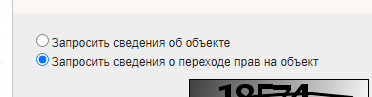 Запросить сведения об объекте
Запросить сведения о переходе прав на объект